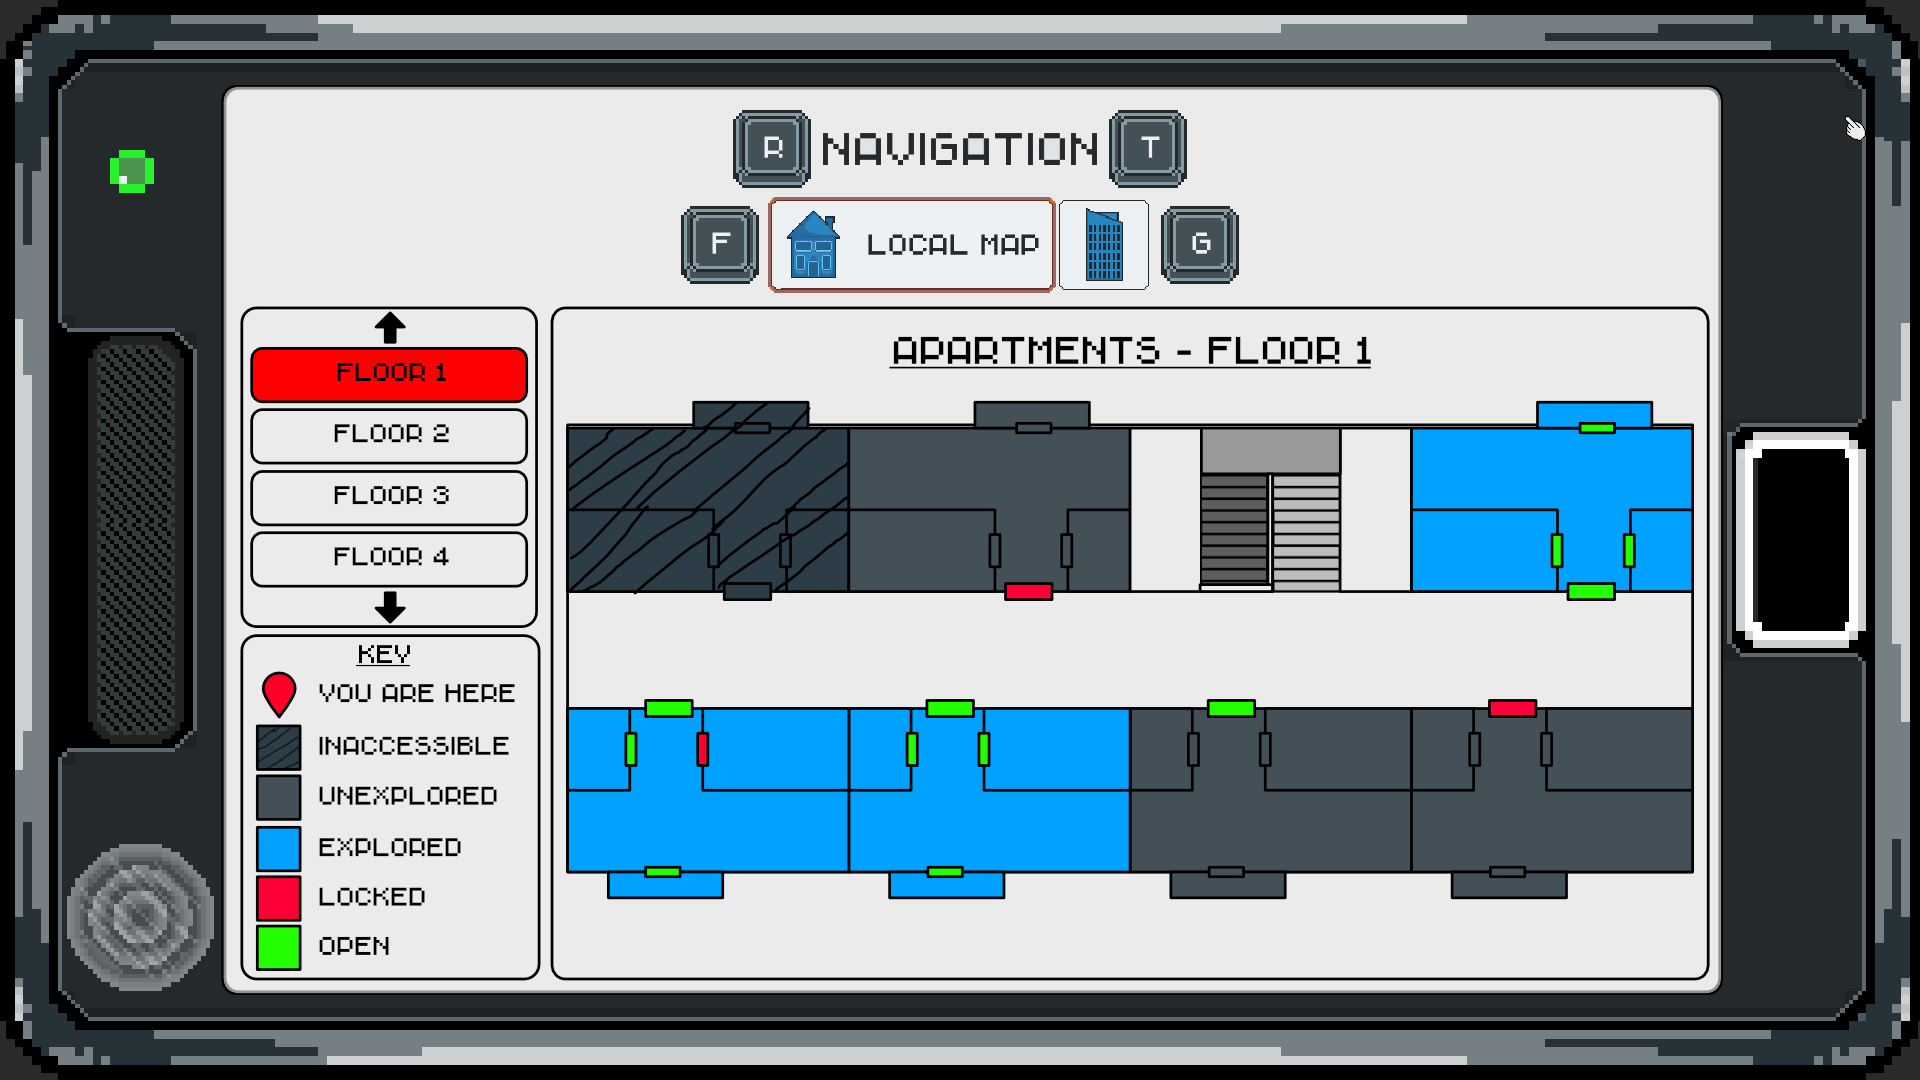 R NAVIGATION T
F LOCAL MAP G
FLOOR 1
FLOOR 2
FLOOR 3
FLOOR 4
KEY
YOU ARE HERE
INACCESSIBLE
UNEXPLORED
EXPLORED
LOCKED
OPEN
APARTMENTS - FLOOR 1